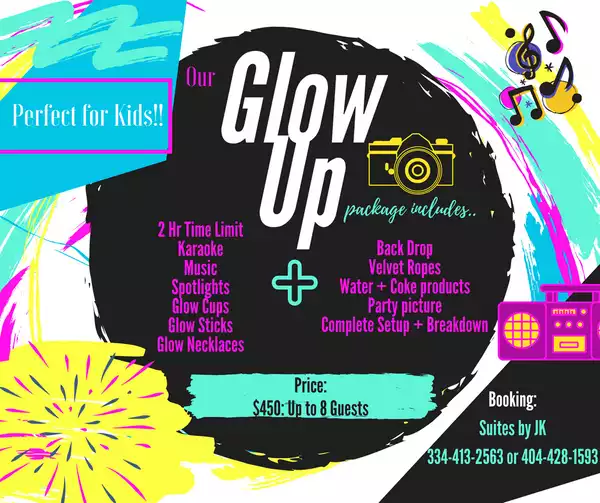 Perfect for Kids!!
Our
Glow
Up
package includes..
2 Hr Time Limit
Karaoke
Music
Spotlights
Glow Cups
Glow Sticks
Glow Necklaces
+
Back Drop
Velvet Ropes
Water + Coke products
Party picture
Complete Setup + Breakdown
Price:
$450: Up to 8 Guests
Booking:
Suites by JK
334-413-2563 or 404-428-1593